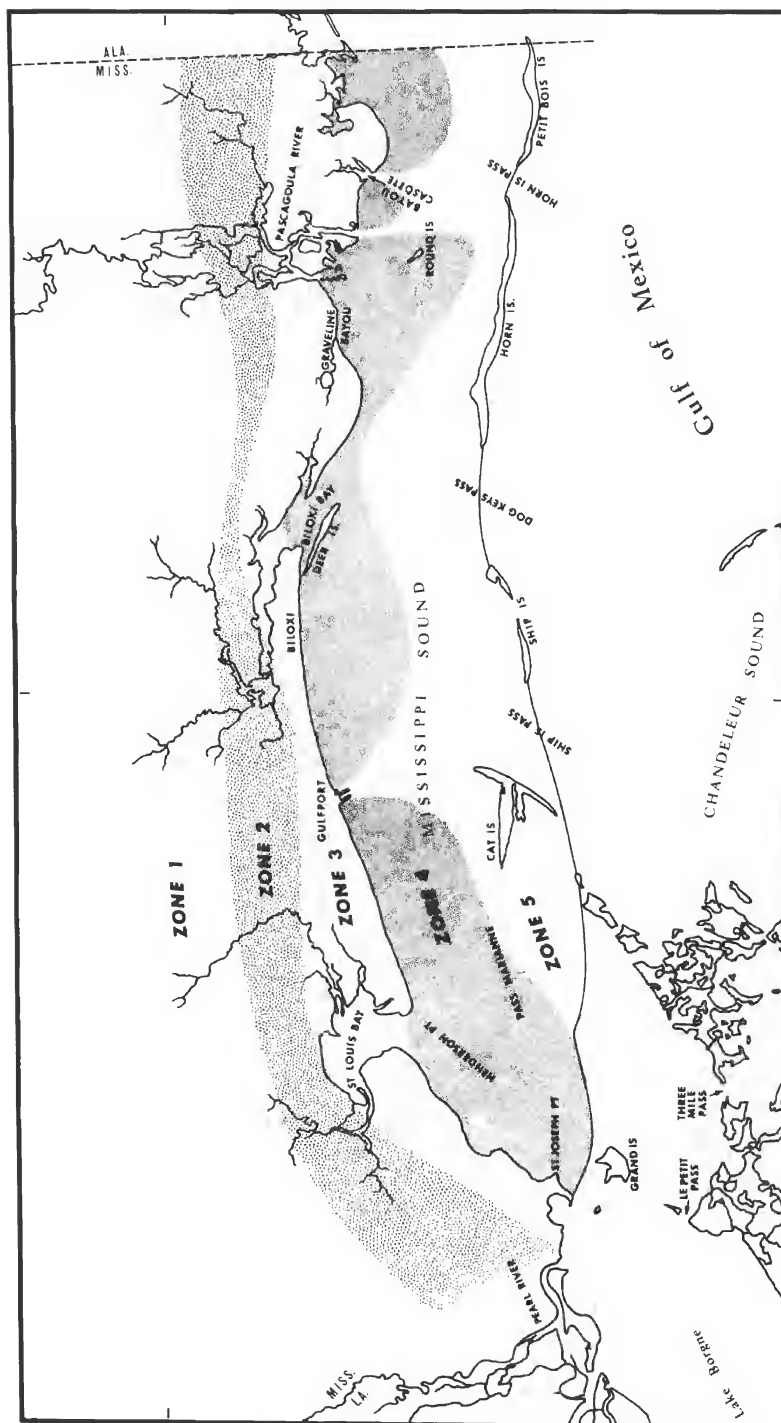 ALA.
MISS.
PASCAGOULA RIVER
BAYOU
CASOTTE
ROUND IS
PETIT BOIS IS
HORN IS PASS
GRAVELINE
BAYOU
HORN IS.
Gulf of Mexico
BILOXI BAY
DEER IS.
DOG KEYS PASS
BILOXI
SHIP IS
MISSISSIPPI SOUND
SHIP IS PASS
CHANDELEUR SOUND
GULFPORT
CAT IS
ZONE 1
ZONE 2
ZONE 3
ZONE 4
ZONE 5
PASS MARIANNE
HENDERSON PT.
ST LOUIS BAY
ST JOSEPH PT
GRAND IS
THREE
MILE
PASS
LE PETIT
PASS
PEARL RIVER
MISS.
LA.
Lake Borgne